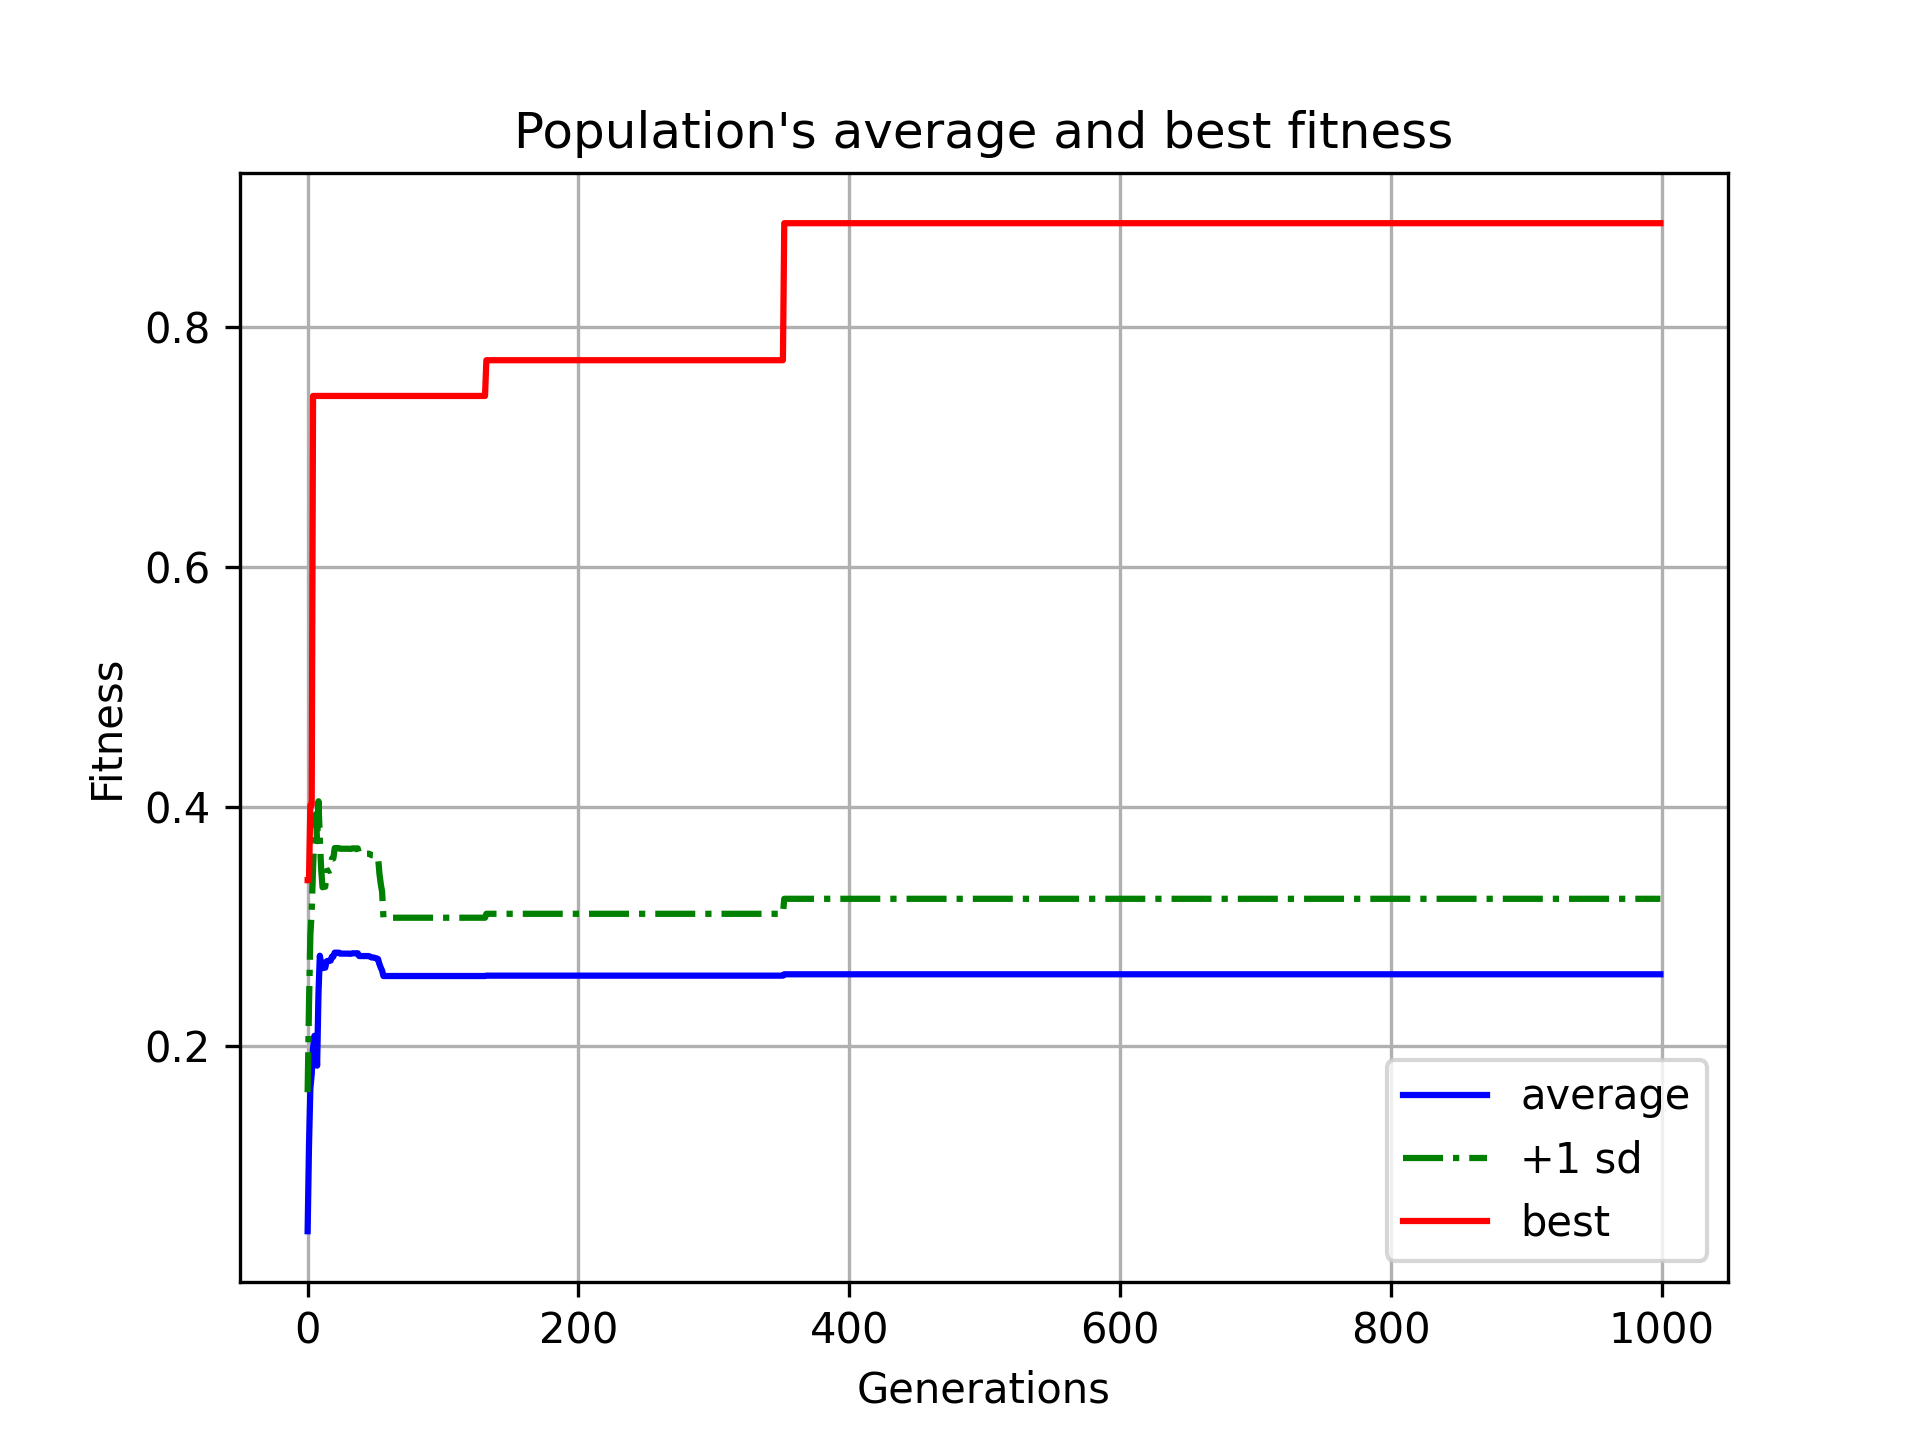 Population's average and best fitness
Fitness
0.8
0.6
0.4
0.2
0 200 400 600 800 1000
Generations
average
+1 sd
best